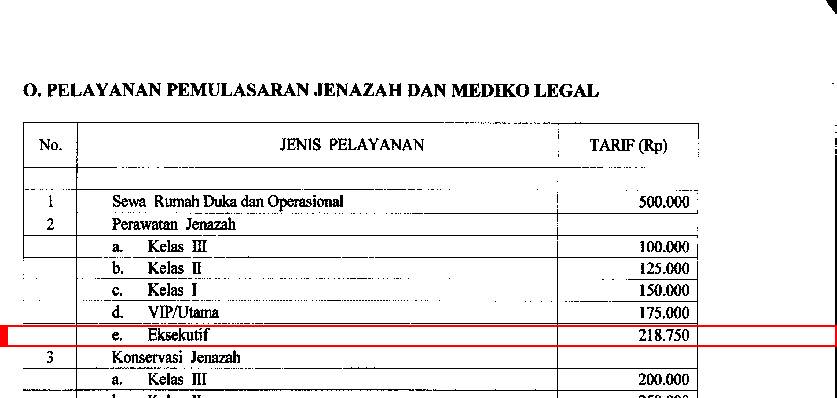 O. PELAYANAN PEMULASARAN JENAZAH DAN MEDIKO LEGAL
No. JENIS PELAYANAN TARIF (Rp)
1 Sewa Rumah Duka dan Operasional 500.000
2 Perawatan Jenazah
a. Kelas III 100.000
b. Kelas II 125.000
c. Kelas I 150.000
d. VIP/Utama 175.000
e. Eksekutif 218.750
3 Konservasi Jenazah
a. Kelas III 200.000